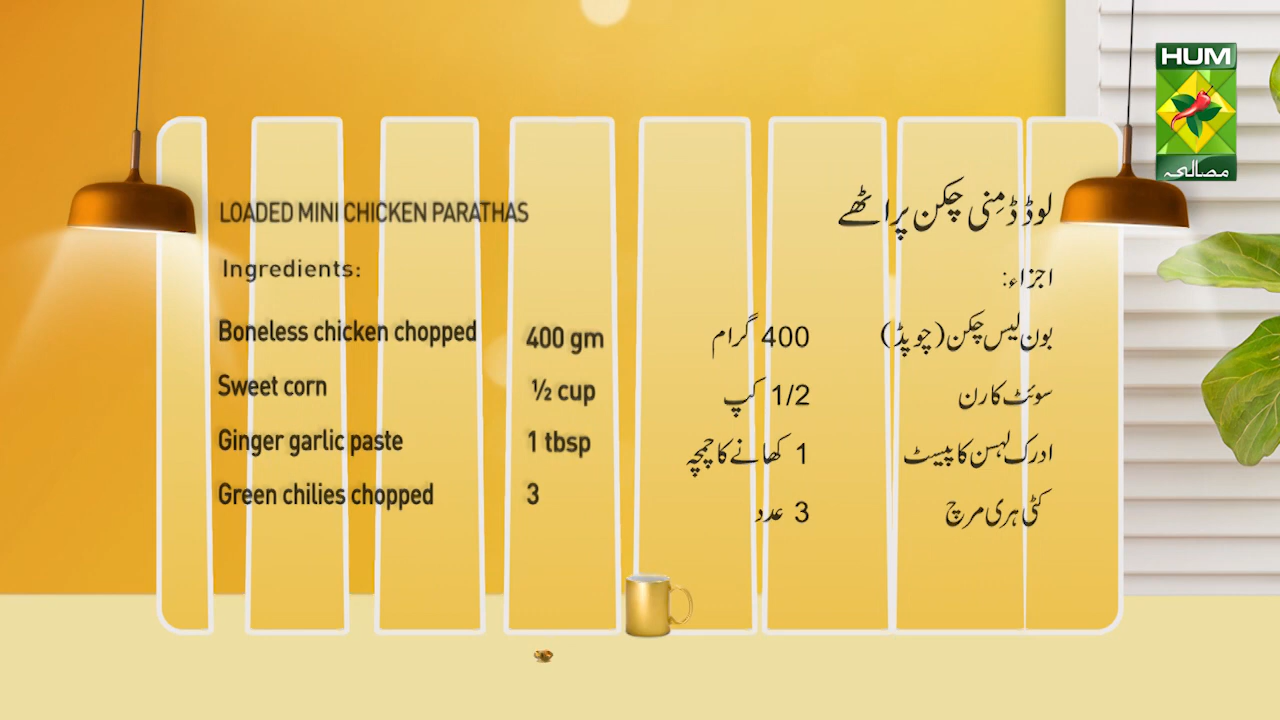 HUM
مصالحہ
LOADED MINI CHICKEN PARATHAS
Ingredients:
Boneless chicken chopped 400 gm
Sweet corn ½ cup
Ginger garlic paste 1 tbsp
Green chilies chopped 3
لوڈڈ مِنی چکن پراٹھے
اجزاء:
بون لیس چکن (چوپڈ) 400 گرام
سوئٹ کارن 1/2 کپ
ادرک لہسن کا پیسٹ 1 کھانے کا چمچہ
کٹی ہری مرچ 3 عدد